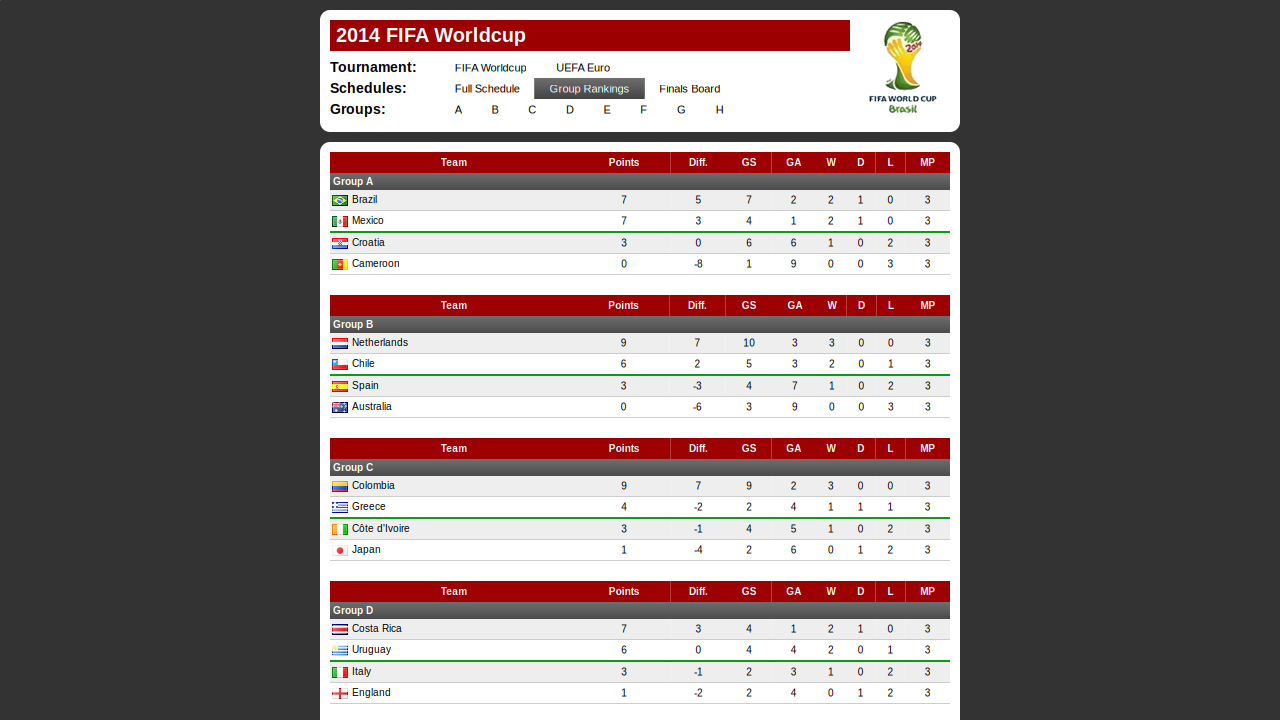 2014 FIFA Worldcup
2014
FIFA WORLD CUP
Brasil
Tournament: FIFA Worldcup UEFA Euro
Schedules: Full Schedule Group Rankings Finals Board
Groups: A B C D E F G H
Team Points Diff. GS GA W D L MP
Group A
Brazil 7 5 7 2 2 1 0 3
Mexico 7 3 4 1 2 1 0 3
Croatia 3 0 6 6 1 0 2 3
Cameroon 0 -8 1 9 0 0 3 3
Team Points Diff. GS GA W D L MP
Group B
Netherlands 9 7 10 3 3 0 0 3
Chile 6 2 5 3 2 0 1 3
Spain 3 -3 4 7 1 0 2 3
Australia 0 -6 3 9 0 0 3 3
Team Points Diff. GS GA W D L MP
Group C
Colombia 9 7 9 2 3 0 0 3
Greece 4 -2 2 4 1 1 1 3
Côte d'Ivoire 3 -1 4 5 1 0 2 3
Japan 1 -4 2 6 0 1 2 3
Team Points Diff. GS GA W D L MP
Group D
Costa Rica 7 3 4 1 2 1 0 3
Uruguay 6 0 4 4 2 0 1 3
Italy 3 -1 2 3 1 0 2 3
England 1 -2 2 4 0 1 2 3